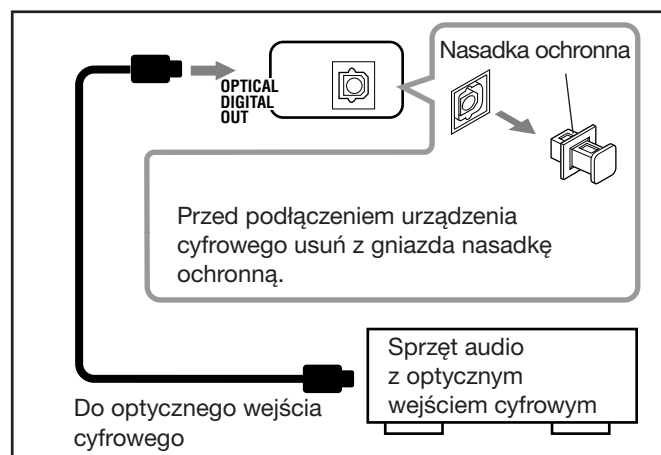 Nasadka ochronna
OPTICAL
DIGITAL
OUT
Przed podłączeniem urządzenia
cyfrowego usuń z gniazda nasadkę
ochronną.
Sprzęt audio
z optycznym
wejściem cyfrowym
Do optycznego wejścia
cyfrowego